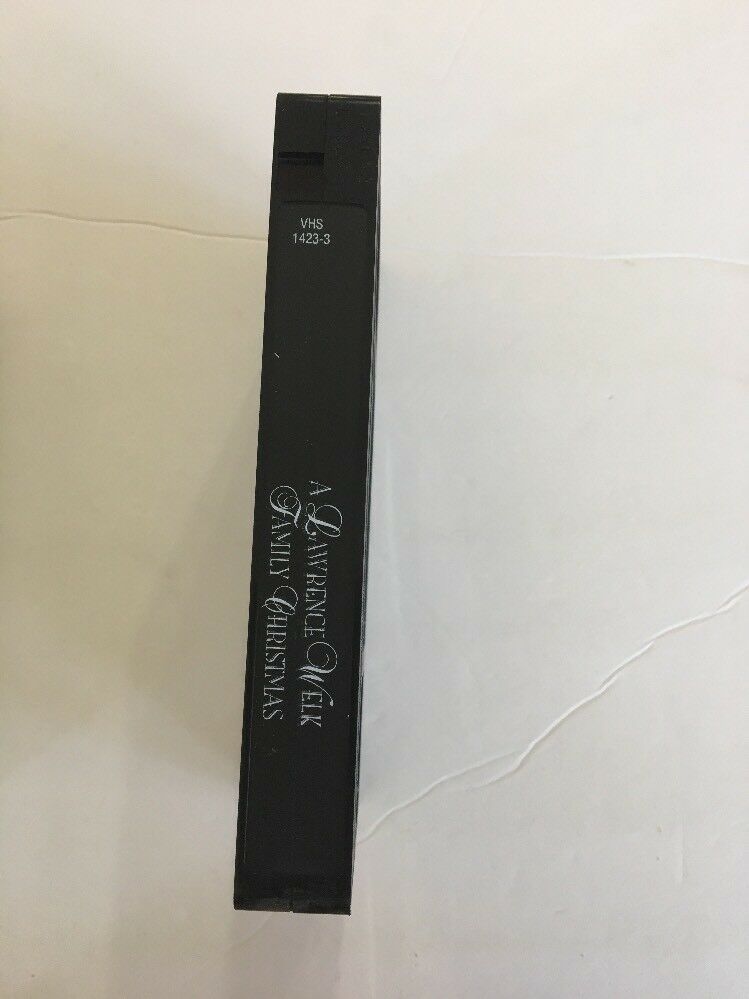 VHS
1423-3
A LAWRENCE WELK
FAMILY CHRISTMAS